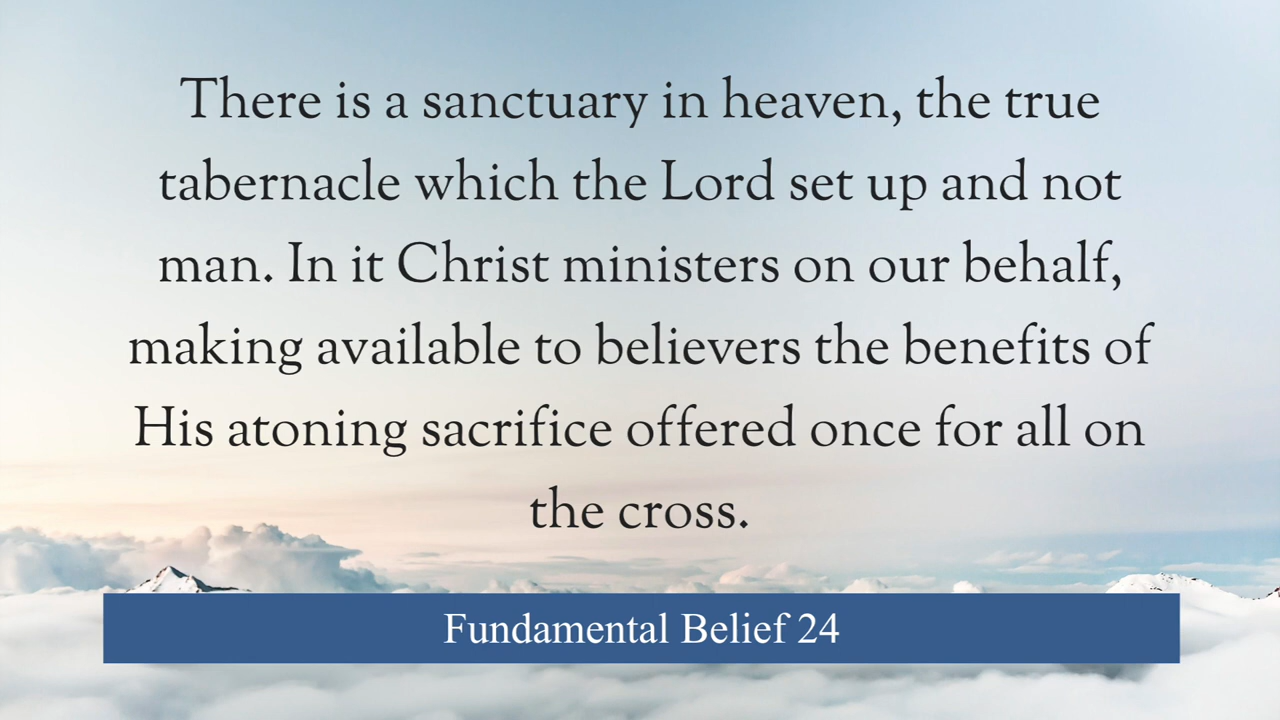 There is a sanctuary in heaven, the true
tabernacle which the Lord set up and not
man. In it Christ ministers on our behalf,
making available to believers the benefits of
His atoning sacrifice offered once for all on
the cross.
Fundamental Belief 24